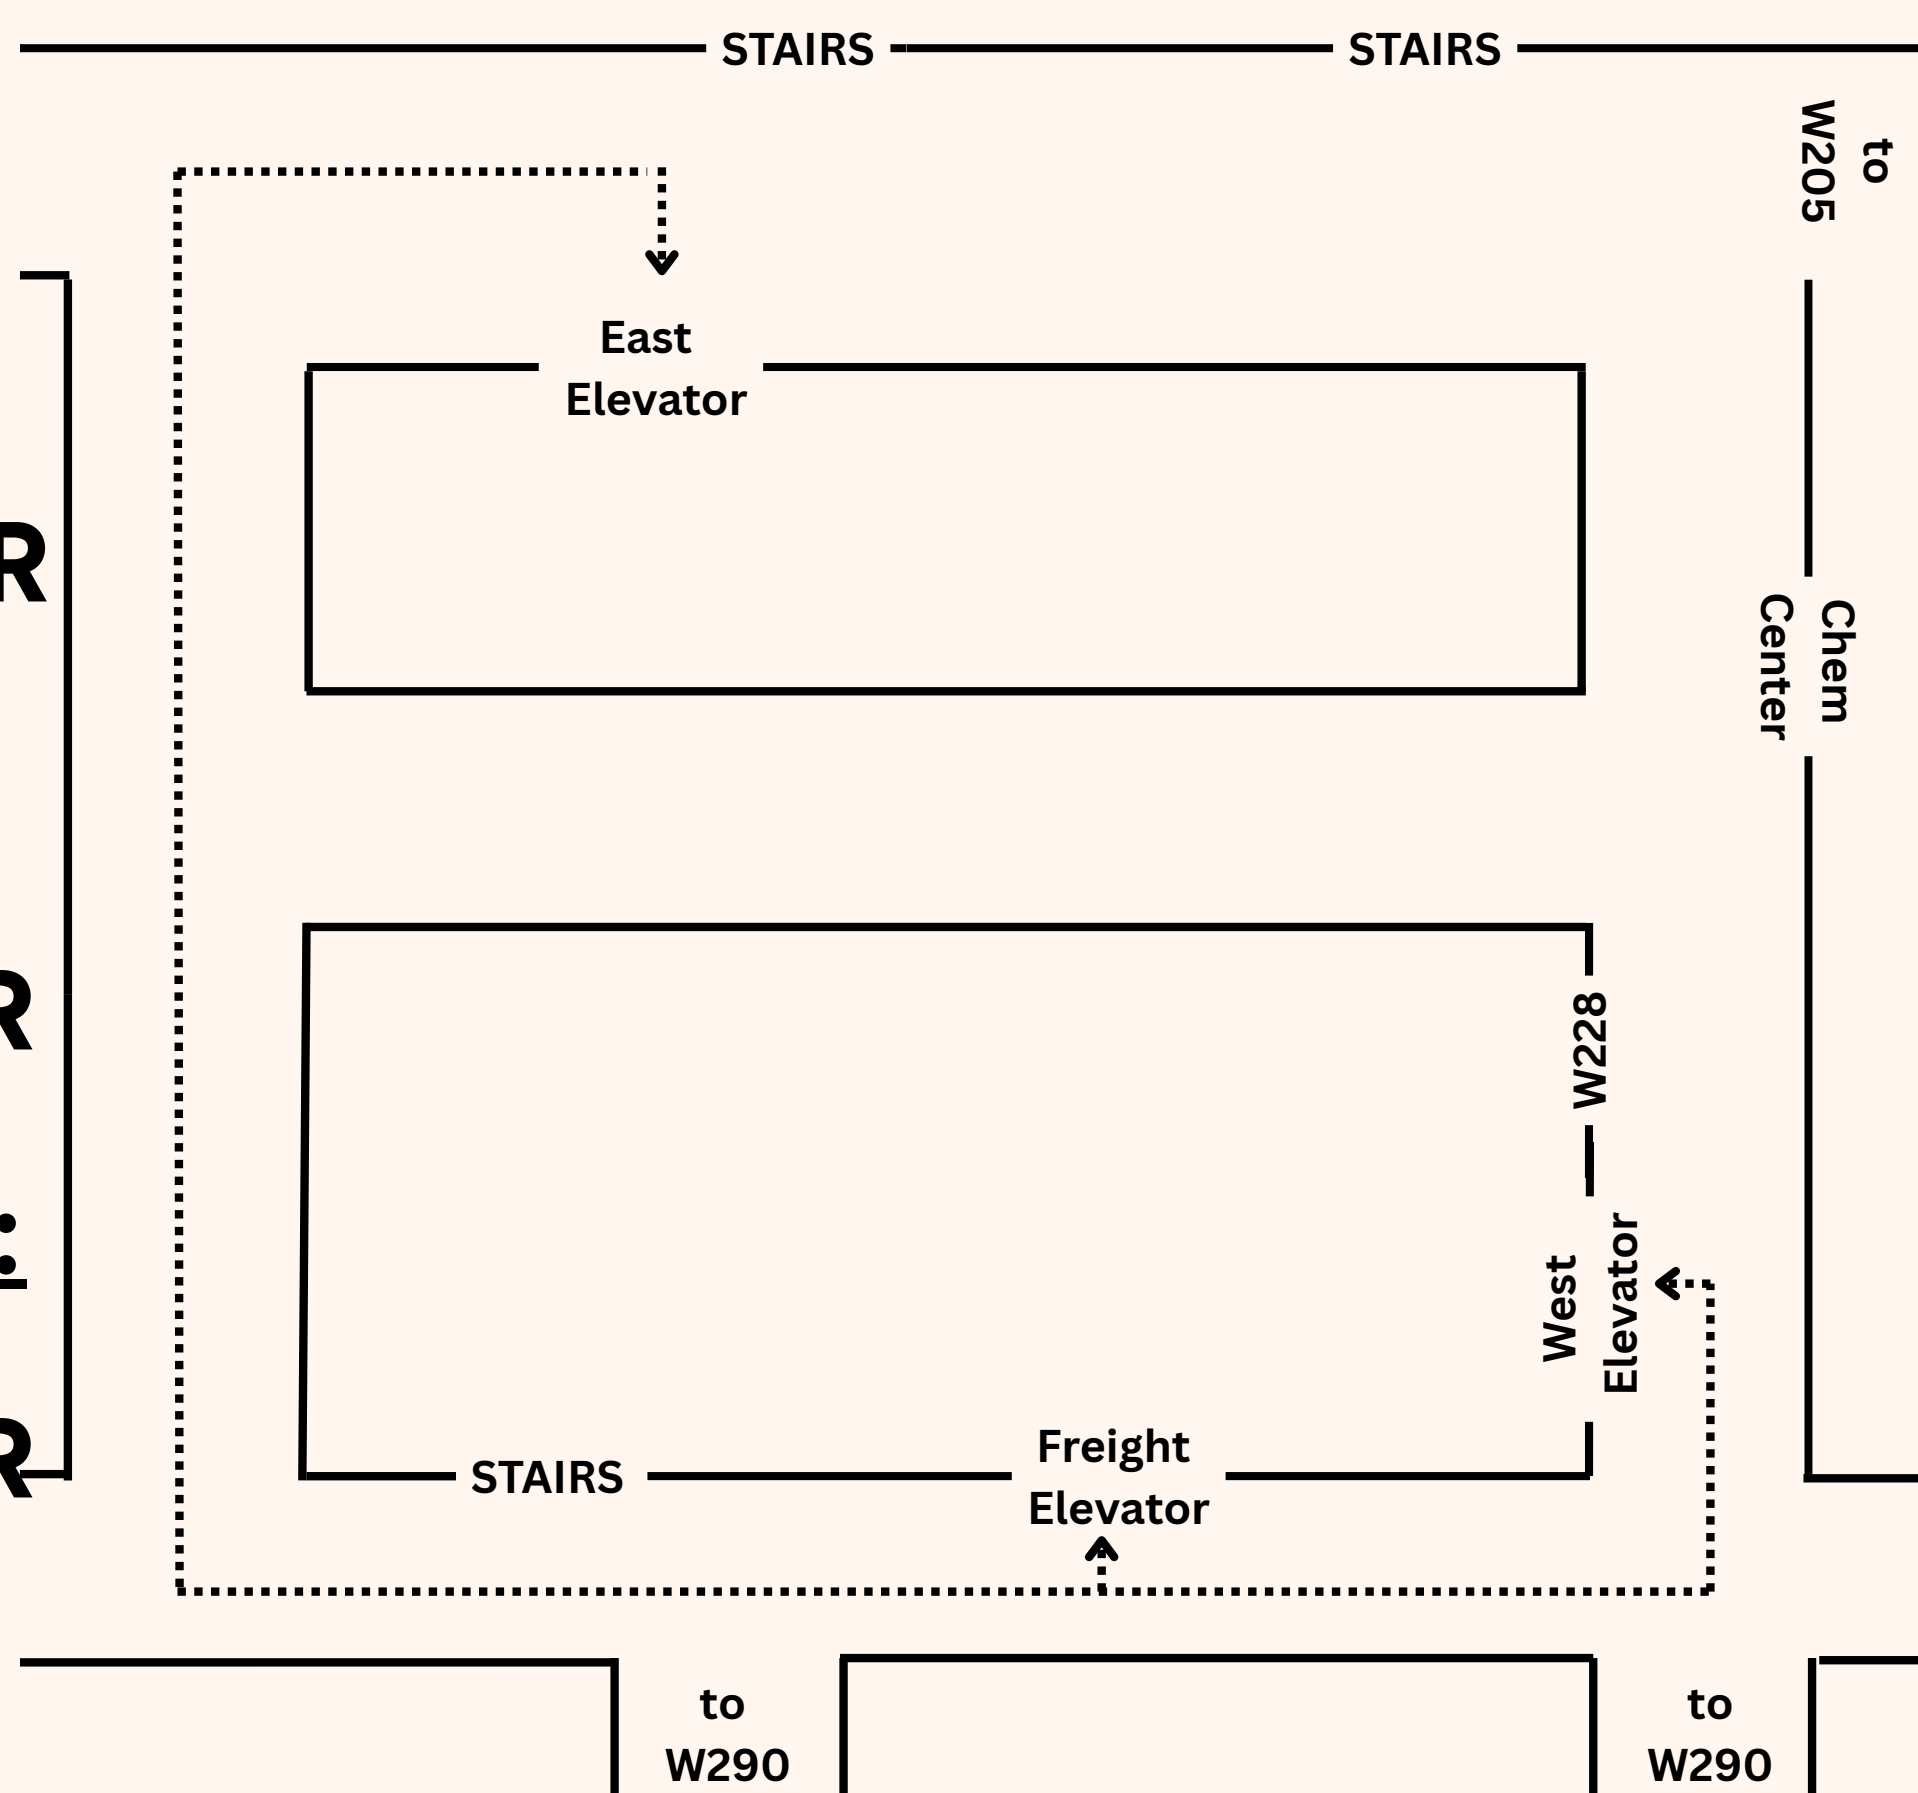 STAIRS
STAIRS
to
W205
East
Elevator
R
Chem
Center
R
W228
:
West
Elevator
R
STAIRS
Freight
Elevator
to
W290
to
W290